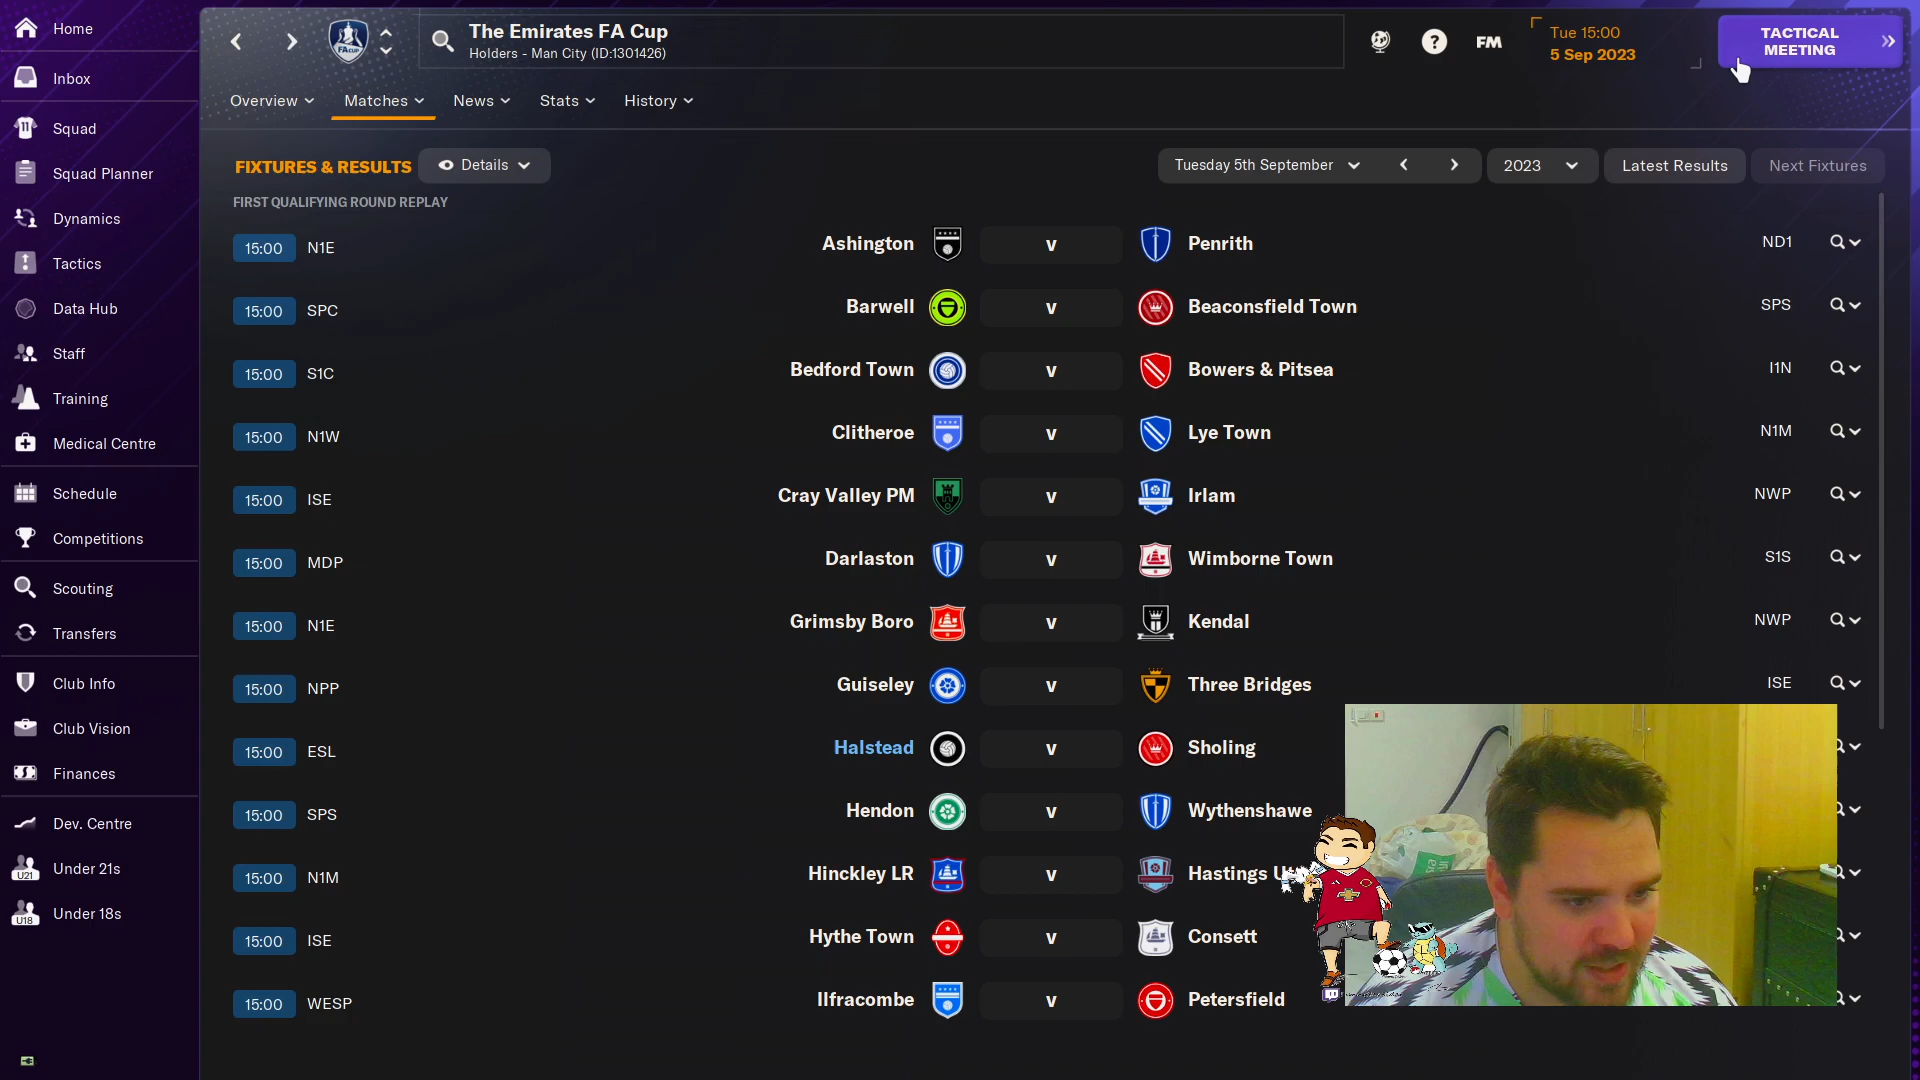 Home
Inbox
Squad
Squad Planner
Dynamics
Tactics
Data Hub
Staff
Training
Medical Centre
Schedule
Competitions
Scouting
Transfers
Club Info
Club Vision
Finances
Dev. Centre
U21 Under 21s
U18 Under 18s
FA CUP
The Emirates FA Cup
Holders - Man City (ID:1301426)
?
FM
Tue 15:00
5 Sep 2023
TACTICAL
MEETING
Overview Matches News Stats History
FIXTURES & RESULTS Details Tuesday 5th September 2023 Latest Results Next Fixtures
FIRST QUALIFYING ROUND REPLAY
15:00 N1E Ashington v Penrith ND1
15:00 SPC Barwell v Beaconsfield Town SPS
15:00 S1C Bedford Town v Bowers & Pitsea I1N
15:00 N1W Clitheroe v Lye Town N1M
15:00 ISE Cray Valley PM v Irlam NWP
15:00 MDP Darlaston v Wimborne Town S1S
15:00 N1E Grimsby Boro v Kendal NWP
15:00 NPP Guiseley v Three Bridges ISE
15:00 ESL Halstead v Sholing
15:00 SPS Hendon v Wythenshawe
15:00 N1M Hinckley LR v Hastings
15:00 ISE Hythe Town v Consett
15:00 WESP Ilfracombe v Petersfield